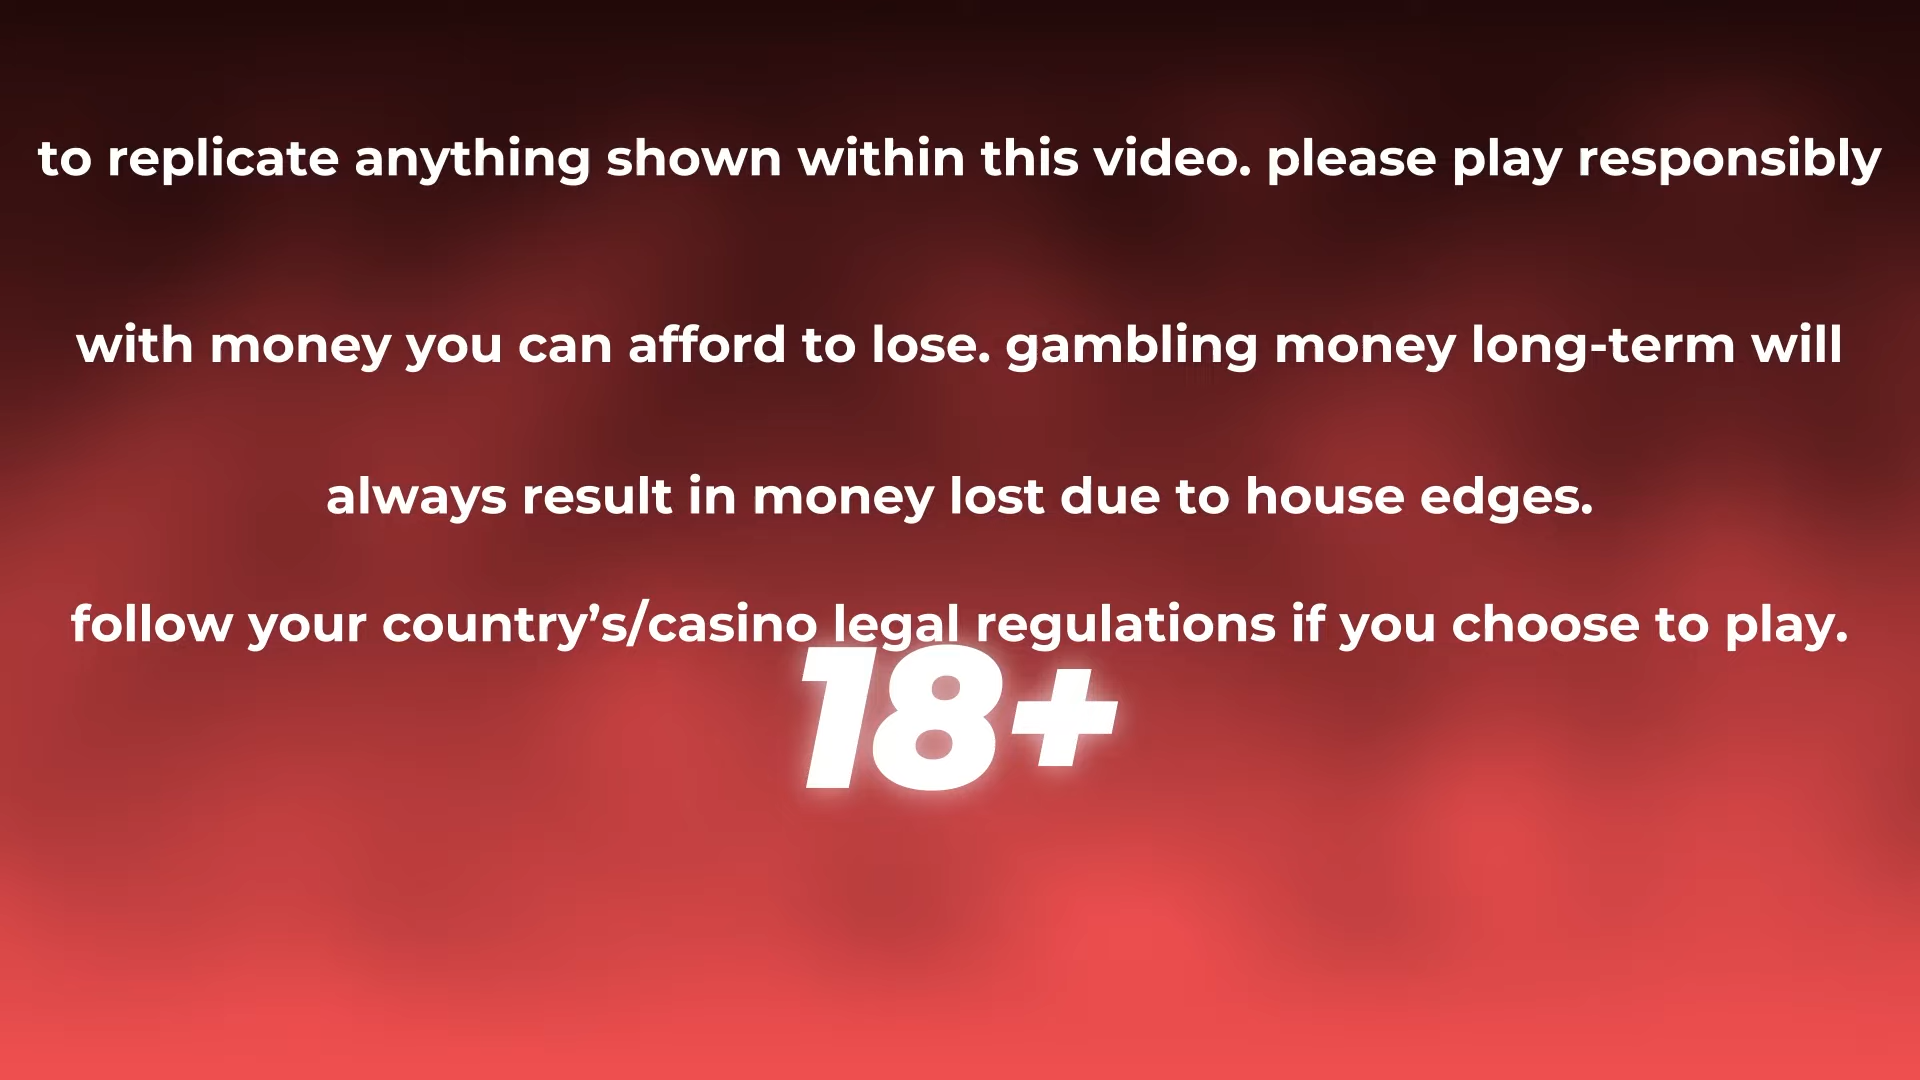 to replicate anything shown within this video. please play responsibly
with money you can afford to lose. gambling money long-term will
always result in money lost due to house edges.
follow your country’s/casino legal regulations if you choose to play.
18+